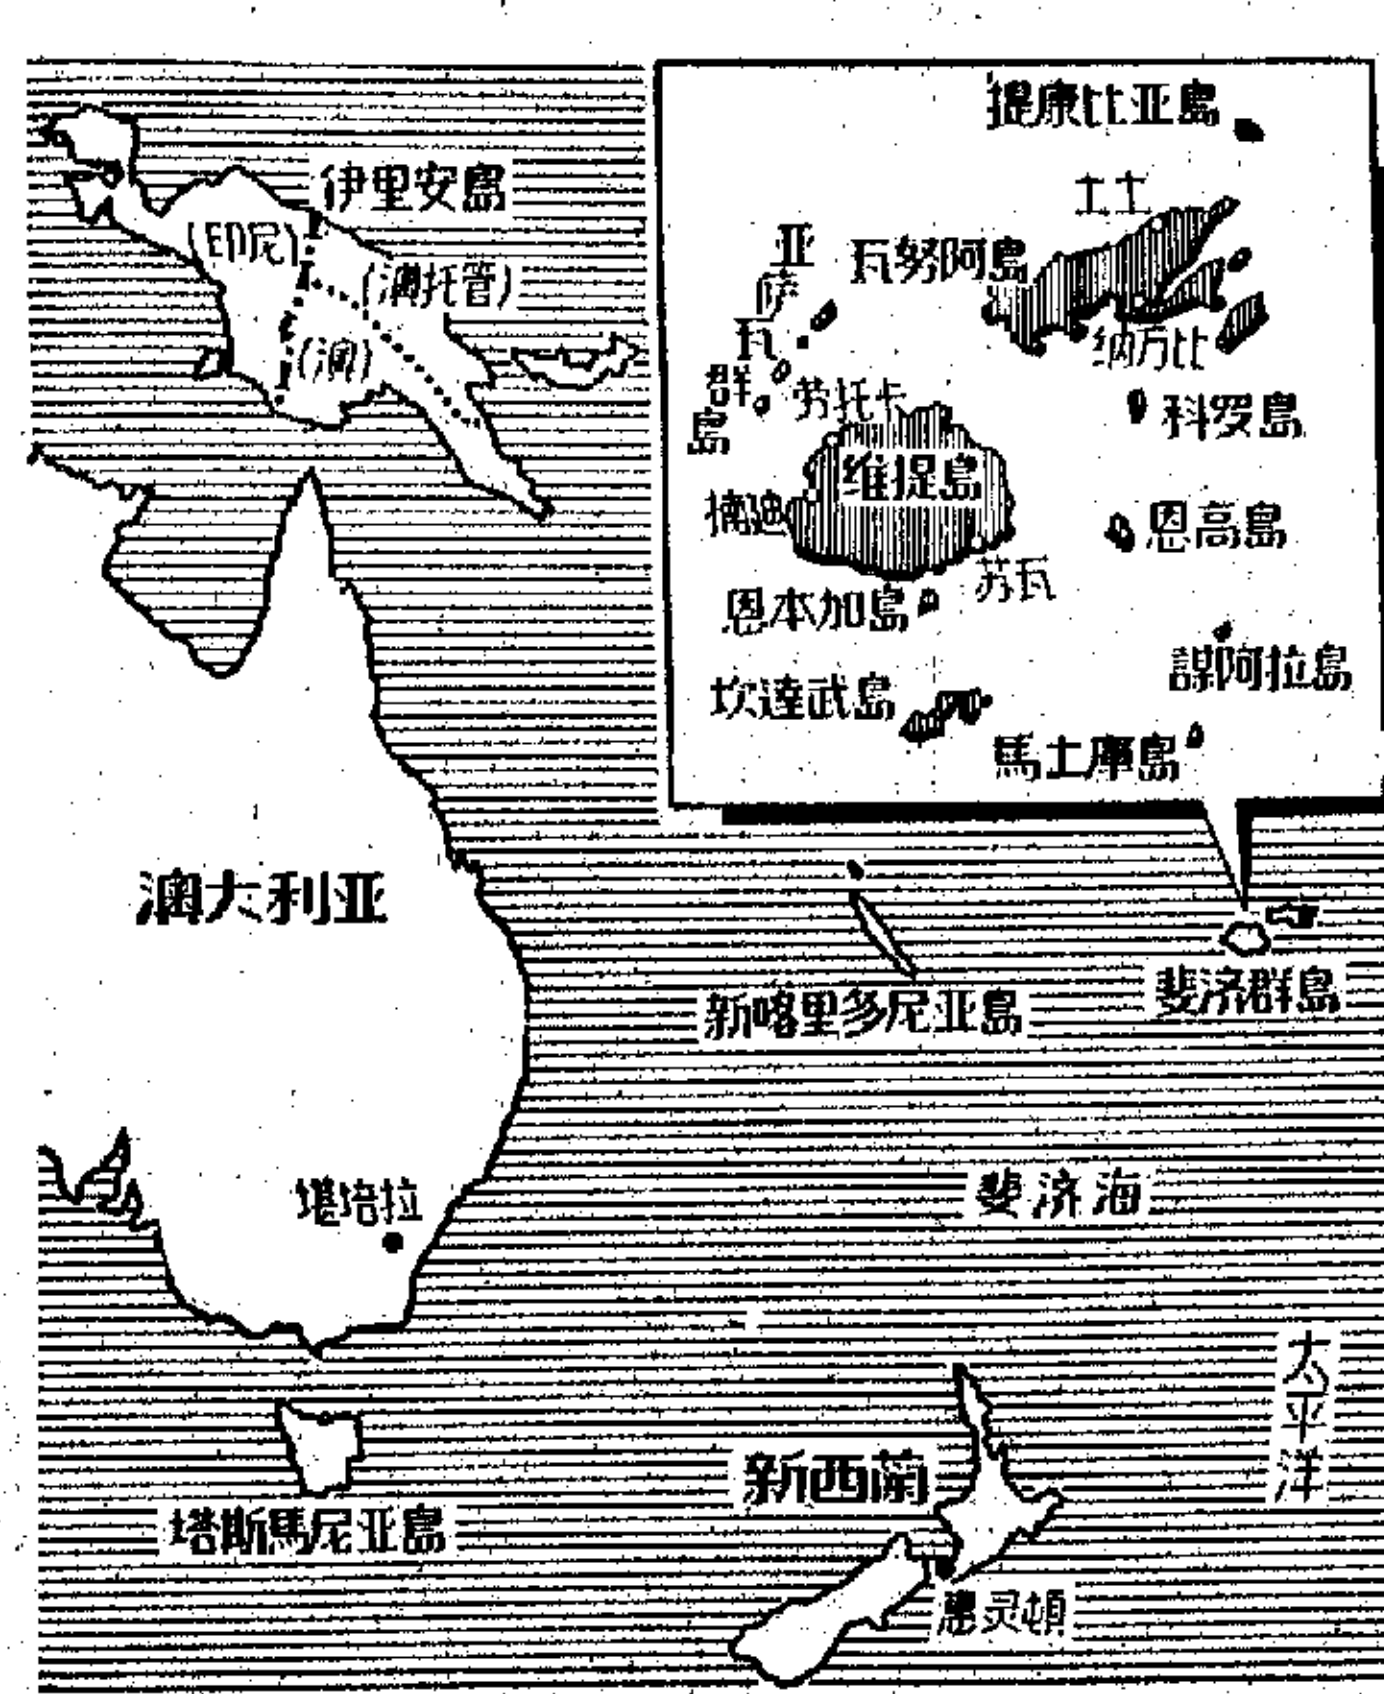 提康比亚島
土土
伊里安島
(印尼)
瓦努阿島
亚萨瓦群島
(澳托管)
(澳)
纳万比
劳托卡
科罗島
维提島
楠迪
恩高島
苏瓦
恩本加島
謀阿拉島
坎達武島
馬土庫島
澳大利亚
新喀里多尼亚島
斐济群島
堪培拉
斐济海
太平洋
新西蘭
塔斯馬尼亚島
惠灵頓